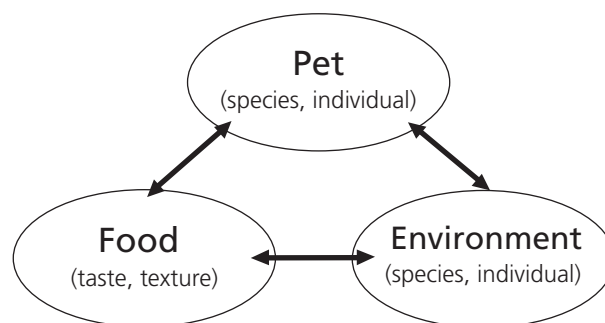 Pet
(species, individual)
Food
(taste, texture)
Environment
(species, individual)